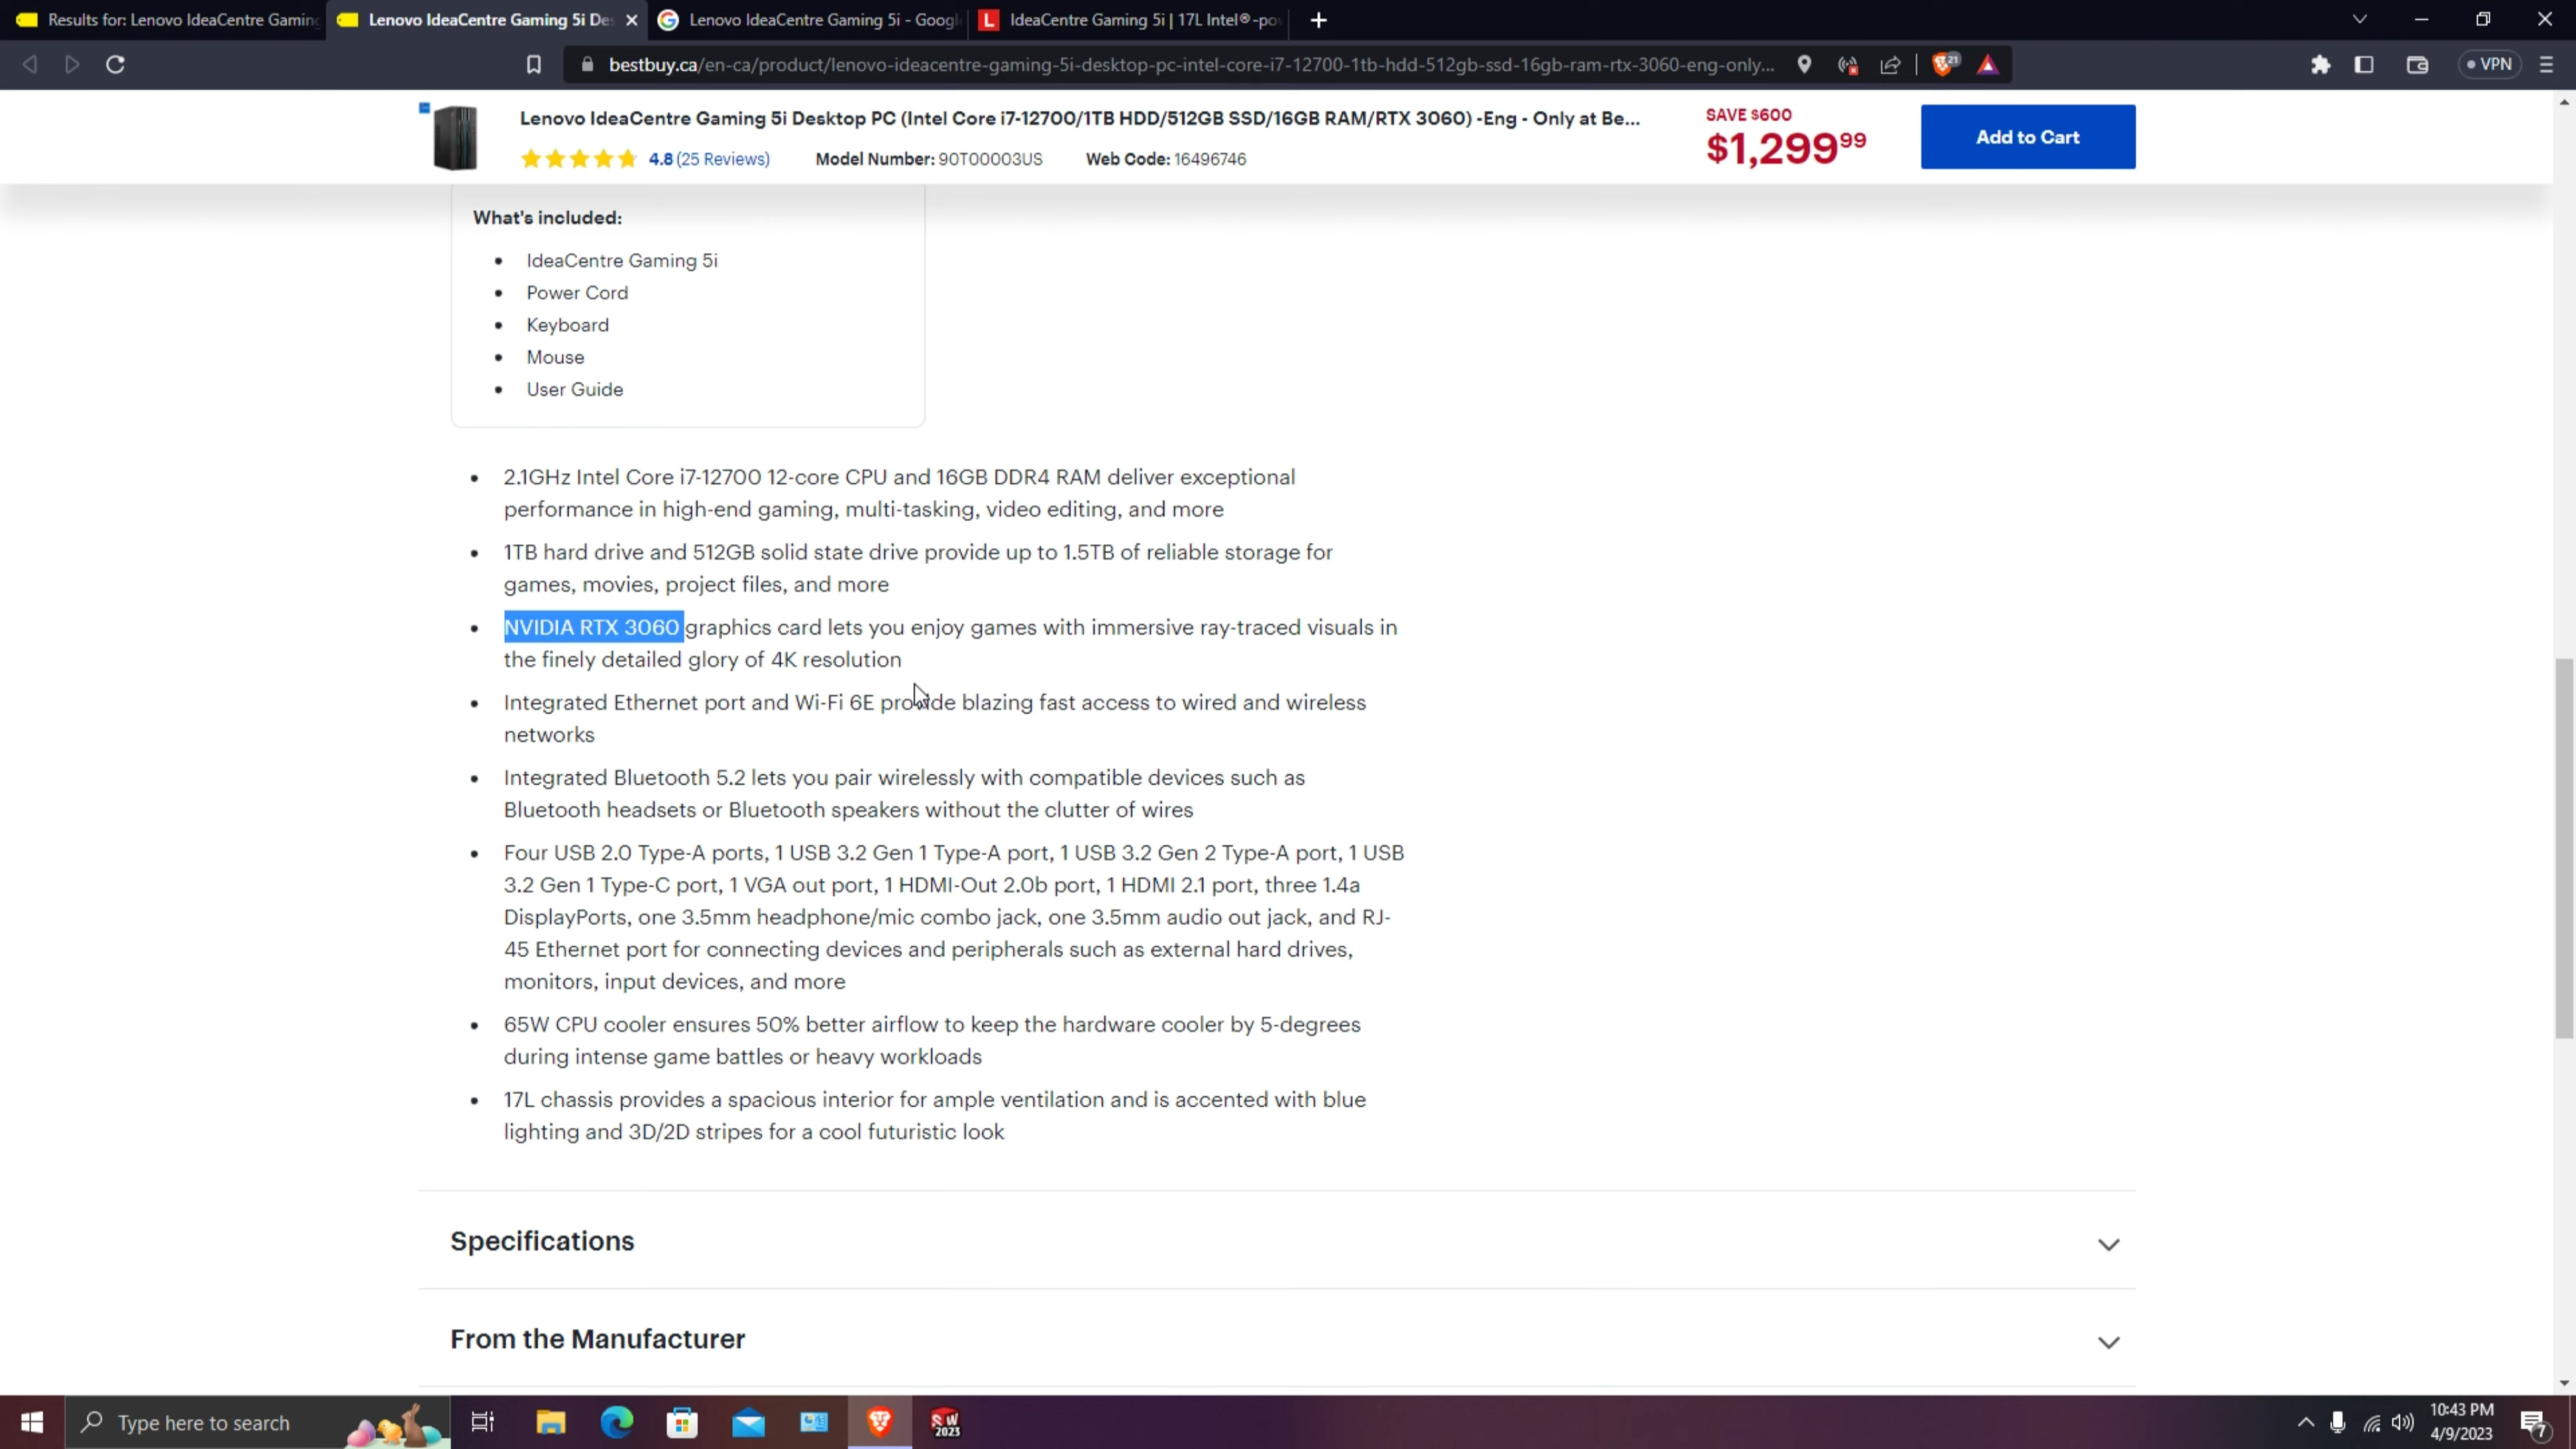 Results for: Lenovo IdeaCentre Gaming
Lenovo IdeaCentre Gaming 5i De
Lenovo IdeaCentre Gaming 5i - Googl
IdeaCentre Gaming 5i | 17L Intel®-po
bestbuy.ca/en-ca/product/lenovo-ideacentre-gaming-5i-desktop-pc-intel-core-i7-12700-1tb-hdd-512gb-ssd-16gb-ram-rtx-3060-eng-only...
21
VPN
Lenovo IdeaCentre Gaming 5i Desktop PC (Intel Core i7-12700/1TB HDD/512GB SSD/16GB RAM/RTX 3060) -Eng - Only at Be...
4.8 (25 Reviews) Model Number: 90T00003US Web Code: 16496746
SAVE $600
$1,299 99
Add to Cart
What's included:
• IdeaCentre Gaming 5i
• Power Cord
• Keyboard
• Mouse
• User Guide
• 2.1GHz Intel Core i7-12700 12-core CPU and 16GB DDR4 RAM deliver exceptional
performance in high-end gaming, multi-tasking, video editing, and more
• 1TB hard drive and 512GB solid state drive provide up to 1.5TB of reliable storage for
games, movies, project files, and more
• NVIDIA RTX 3060 graphics card lets you enjoy games with immersive ray-traced visuals in
the finely detailed glory of 4K resolution
• Integrated Ethernet port and Wi-Fi 6E provide blazing fast access to wired and wireless
networks
• Integrated Bluetooth 5.2 lets you pair wirelessly with compatible devices such as
Bluetooth headsets or Bluetooth speakers without the clutter of wires
• Four USB 2.0 Type-A ports, 1 USB 3.2 Gen 1 Type-A port, 1 USB 3.2 Gen 2 Type-A port, 1 USB
3.2 Gen 1 Type-C port, 1 VGA out port, 1 HDMI-Out 2.0b port, 1 HDMI 2.1 port, three 1.4a
DisplayPorts, one 3.5mm headphone/mic combo jack, one 3.5mm audio out jack, and RJ-
45 Ethernet port for connecting devices and peripherals such as external hard drives,
monitors, input devices, and more
• 65W CPU cooler ensures 50% better airflow to keep the hardware cooler by 5-degrees
during intense game battles or heavy workloads
• 17L chassis provides a spacious interior for ample ventilation and is accented with blue
lighting and 3D/2D stripes for a cool futuristic look
Specifications
From the Manufacturer
Type here to search
SW
2023
10:43 PM
4/9/2023
7